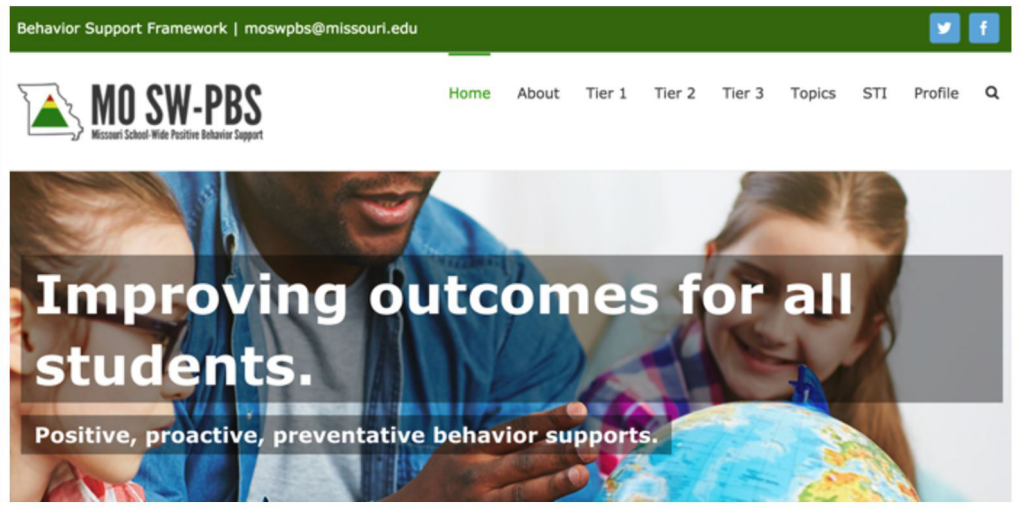 Behavior Support Framework | moswpbs@missouri.edu
MO SW-PBS
Missouri School-Wide Positive Behavior Support
Home About Tier 1 Tier 2 Tier 3 Topics STI Profile
Improving outcomes for all
students.
Positive, proactive, preventative behavior supports.